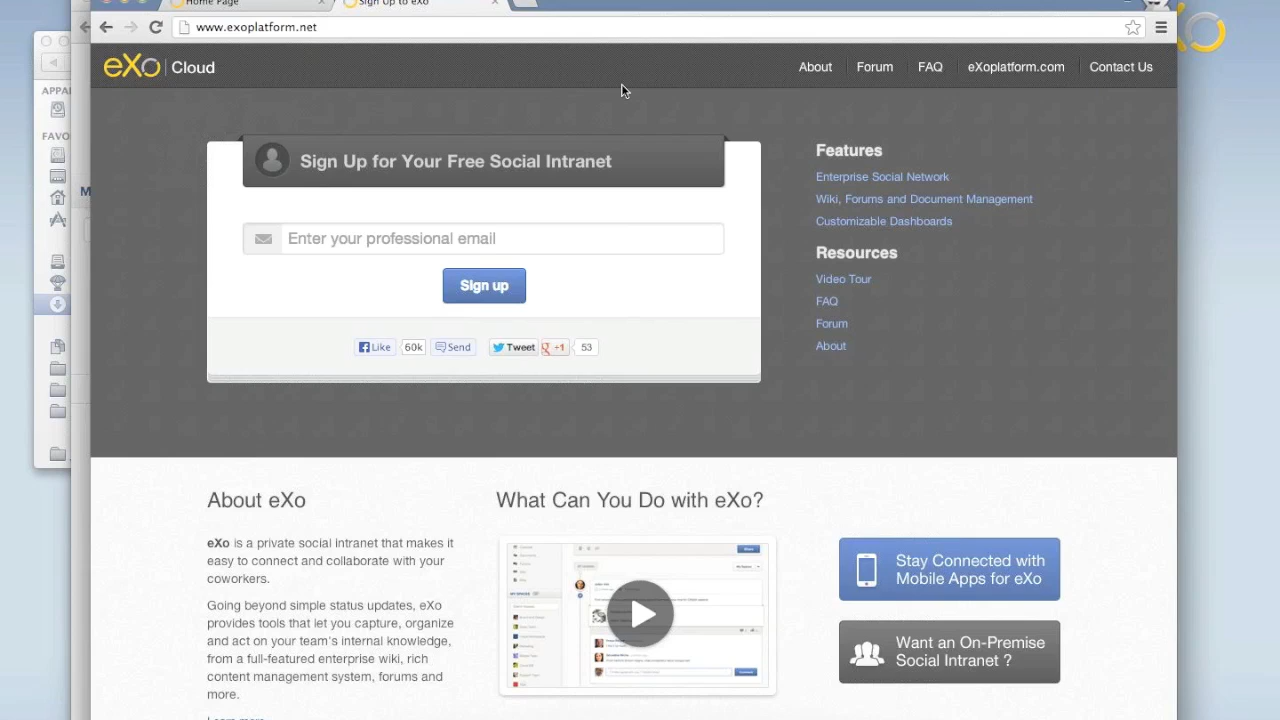 Home Page
Sign Up to eXo
www.exoplatform.net
eXo Cloud
About
Forum
FAQ
eXoplatform.com
Contact Us
APPA
FAVO
M
Sign Up for Your Free Social Intranet
Enter your professional email
Sign up
Like
60k
Send
Tweet
+1
53
Features
Enterprise Social Network
Wiki, Forums and Document Management
Customizable Dashboards
Resources
Video Tour
FAQ
Forum
About
About eXo
eXo is a private social intranet that makes it
easy to connect and collaborate with your
coworkers.
Going beyond simple status updates, eXo
provides tools that let you capture, organize
and act on your team's internal knowledge,
from a full-featured enterprise wiki, rich
content management system, forums and
more.
Learn more
What Can You Do with eXo?
Stay Connected with
Mobile Apps for eXo
Want an On-Premise
Social Intranet ?